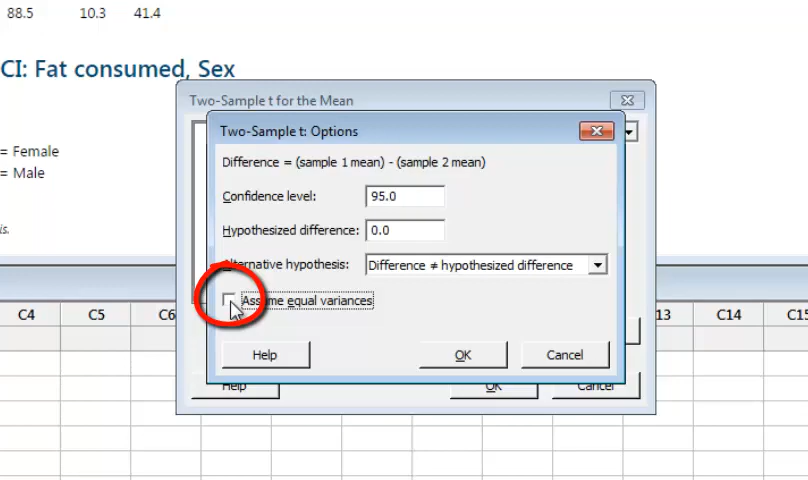 88.5 10.3 41.4
CI: Fat consumed, Sex
= Female
= Male
is.
Two-Sample t for the Mean
Two-Sample t: Options
Difference = (sample 1 mean) - (sample 2 mean)
Confidence level: 95.0
Hypothesized difference: 0.0
Alternative hypothesis: Difference ≠ hypothesized difference
Assume equal variances
Help OK Cancel
Help OK Cancel
C4 C5 C6 13 C14 C15